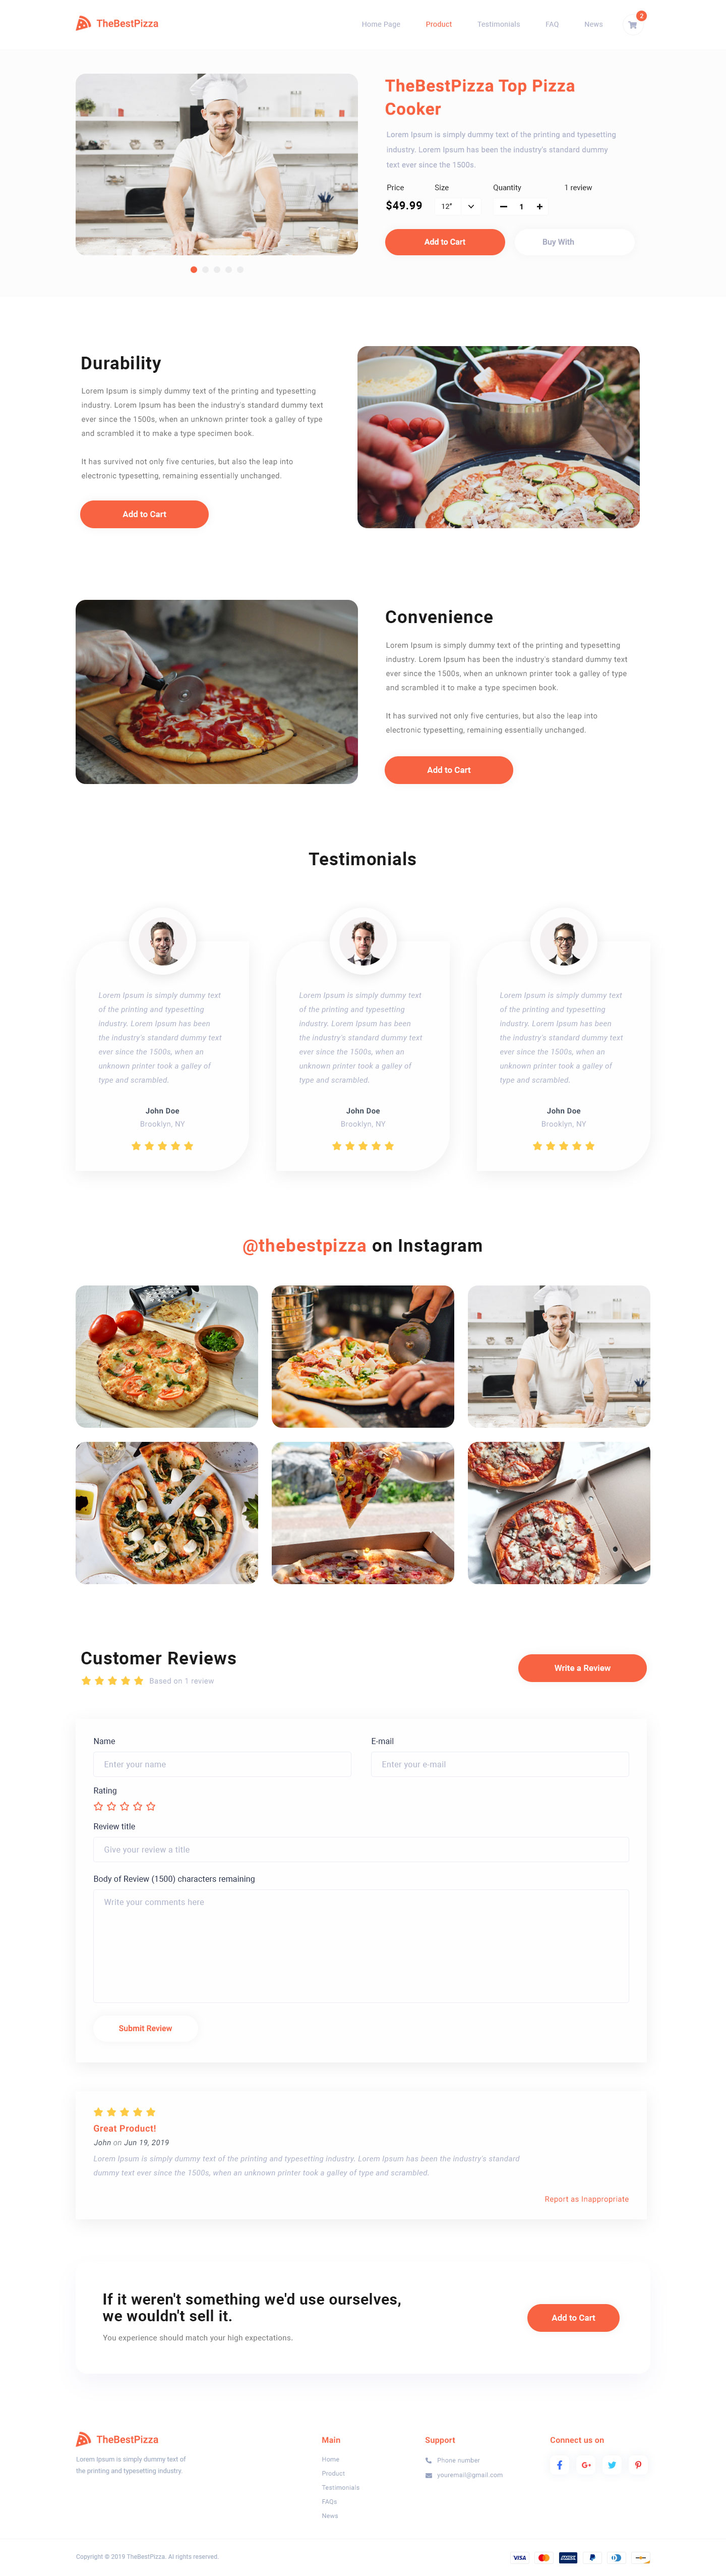 TheBestPizza
Home Page
Product
Testimonials
FAQ
News
2
TheBestPizza Top Pizza
Cooker
Lorem Ipsum is simply dummy text of the printing and typesetting
industry. Lorem Ipsum has been the industry's standard dummy
text ever since the 1500s.
Price
Size
Quantity
1 review
$49.99
12"
1
Add to Cart
Buy With
Durability
Lorem Ipsum is simply dummy text of the printing and typesetting
industry. Lorem Ipsum has been the industry's standard dummy text
ever since the 1500s, when an unknown printer took a galley of type
and scrambled it to make a type specimen book.
It has survived not only five centuries, but also the leap into
electronic typesetting, remaining essentially unchanged.
Add to Cart
Convenience
Lorem Ipsum is simply dummy text of the printing and typesetting
industry. Lorem Ipsum has been the industry's standard dummy text
ever since the 1500s, when an unknown printer took a galley of type
and scrambled it to make a type specimen book.
It has survived not only five centuries, but also the leap into
electronic typesetting, remaining essentially unchanged.
Add to Cart
Testimonials
Lorem Ipsum is simply dummy text
of the printing and typesetting
industry. Lorem Ipsum has been
the industry's standard dummy text
ever since the 1500s, when an
unknown printer took a galley of
type and scrambled.
John Doe
Brooklyn, NY
Lorem Ipsum is simply dummy text
of the printing and typesetting
industry. Lorem Ipsum has been
the industry's standard dummy text
ever since the 1500s, when an
unknown printer took a galley of
type and scrambled.
John Doe
Brooklyn, NY
Lorem Ipsum is simply dummy text
of the printing and typesetting
industry. Lorem Ipsum has been
the industry's standard dummy text
ever since the 1500s, when an
unknown printer took a galley of
type and scrambled.
John Doe
Brooklyn, NY
@thebestpizza on Instagram
Customer Reviews
Based on 1 review
Write a Review
Name
E-mail
Enter your name
Enter your e-mail
Rating
Review title
Give your review a title
Body of Review (1500) characters remaining
Write your comments here
Submit Review
Great Product!
John on Jun 19, 2019
Lorem Ipsum is simply dummy text of the printing and typesetting industry. Lorem Ipsum has been the industry's standard
dummy text ever since the 1500s, when an unknown printer took a galley of type and scrambled.
Report as Inappropriate
If it weren't something we'd use ourselves,
we wouldn't sell it.
You experience should match your high expectations.
Add to Cart
TheBestPizza
Lorem Ipsum is simply dummy text of
the printing and typesetting industry.
Main
Home
Product
Testimonials
FAQs
News
Support
Phone number
youremail@gmail.com
Connect us on
Copyright © 2019 TheBestPizza. Al rights reserved.
VISA